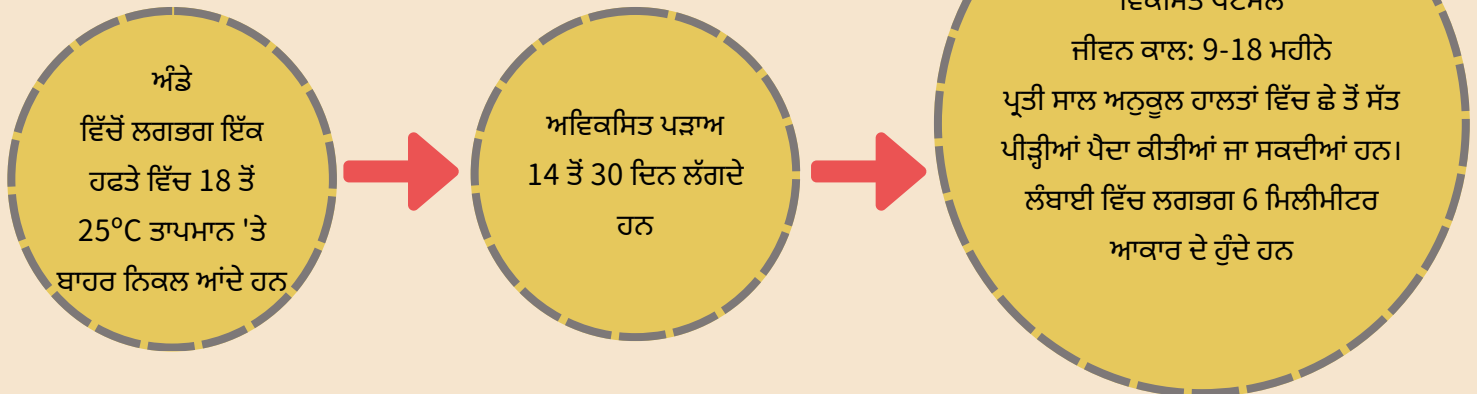 ਅੰਡੇ
ਵਿੱਚੋਂ ਲਗਭਗ ਇੱਕ
ਹਫਤੇ ਵਿੱਚ 18 ਤੋਂ
25°C ਤਾਪਮਾਨ 'ਤੇ
ਬਾਹਰ ਨਿਕਲ ਆਂਦੇ ਹਨ
ਅਵਿਕਸਿਤ ਪੜਾਅ
14 ਤੋਂ 30 ਦਿਨ ਲੱਗਦੇ
ਹਨ
ਜੀਵਨ ਕਾਲ: 9-18 ਮਹੀਨੇ
ਪ੍ਰਤੀ ਸਾਲ ਅਨੁਕੂਲ ਹਾਲਤਾਂ ਵਿੱਚ ਛੇ ਤੋਂ ਸੱਤ
ਪੀੜ੍ਹੀਆਂ ਪੈਦਾ ਕੀਤੀਆਂ ਜਾ ਸਕਦੀਆਂ ਹਨ।
ਲੰਬਾਈ ਵਿੱਚ ਲਗਭਗ 6 ਮਿਲੀਮੀਟਰ
ਆਕਾਰ ਦੇ ਹੁੰਦੇ ਹਨ